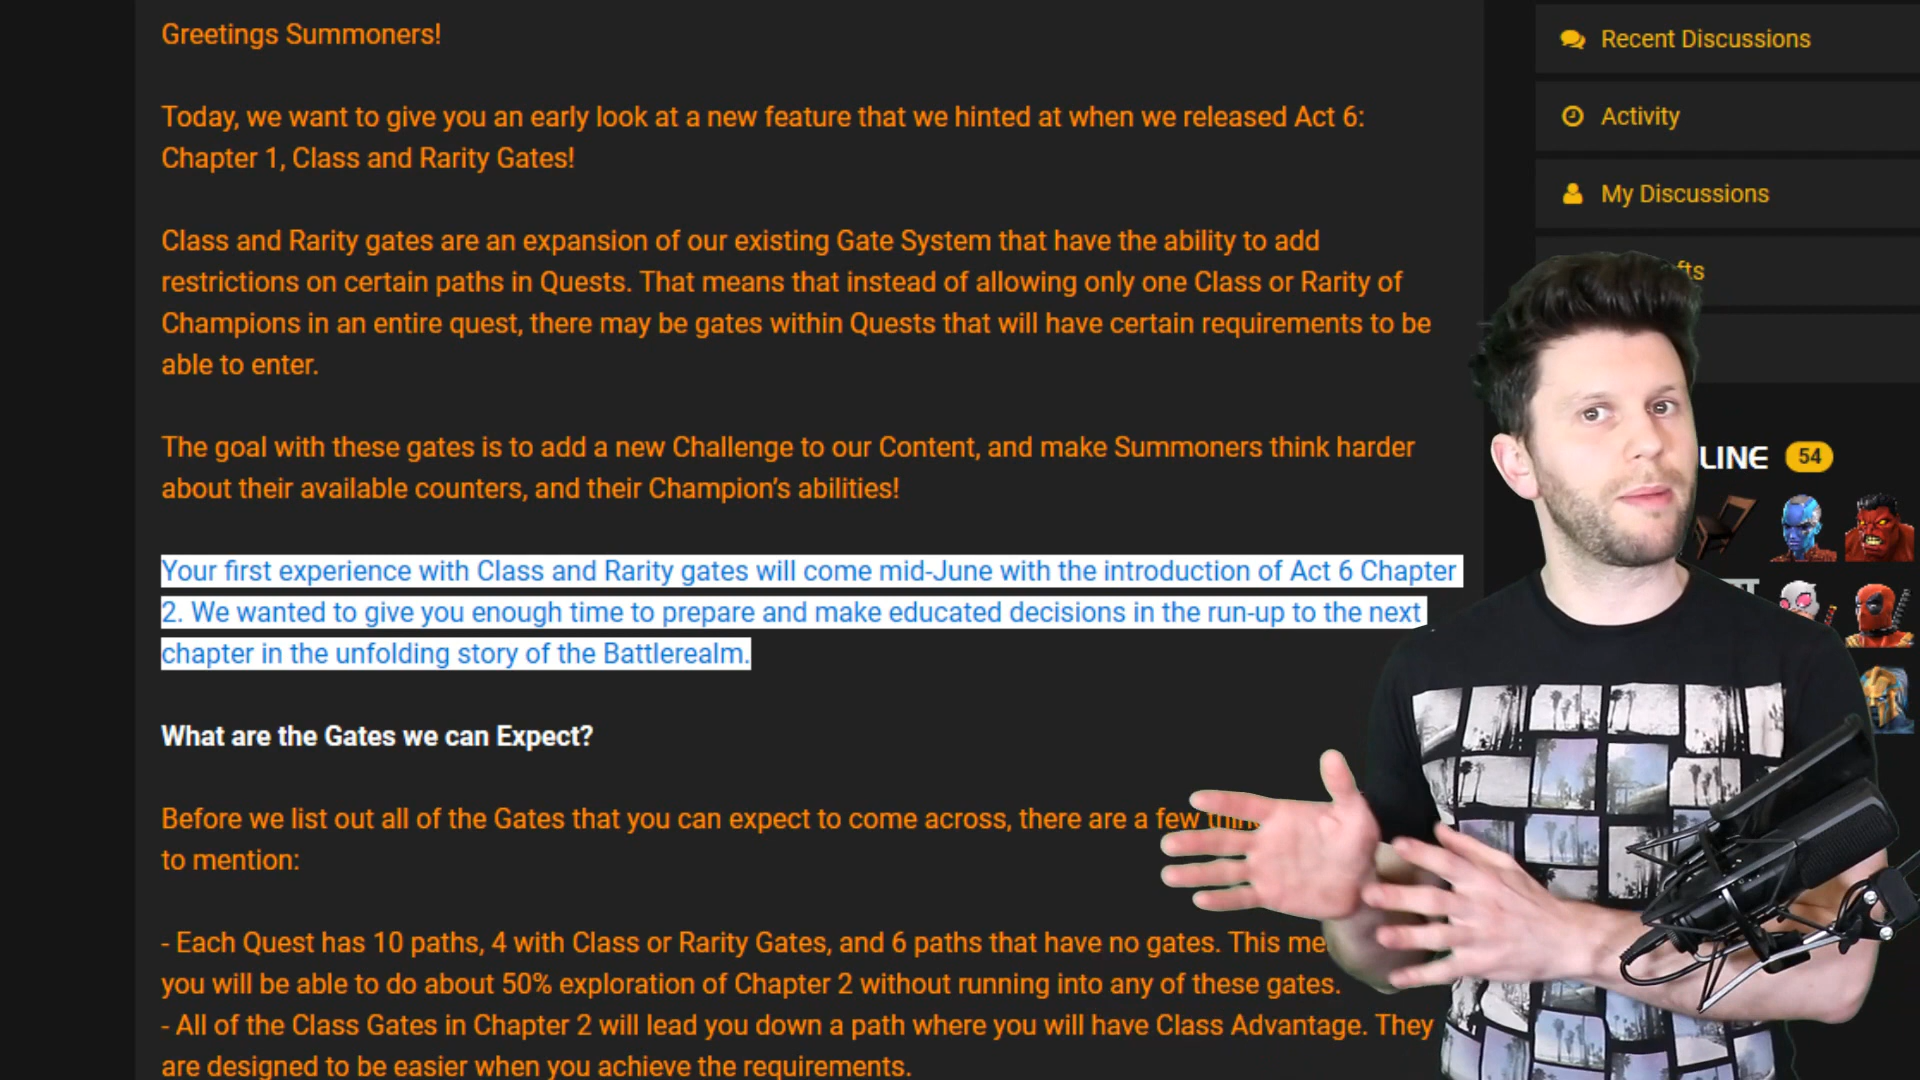 Greetings Summoners!
Today, we want to give you an early look at a new feature that we hinted at when we released Act 6:
Chapter 1, Class and Rarity Gates!
Class and Rarity gates are an expansion of our existing Gate System that have the ability to add
restrictions on certain paths in Quests. That means that instead of allowing only one Class or Rarity of
Champions in an entire quest, there may be gates within Quests that will have certain requirements to be
able to enter.
The goal with these gates is to add a new Challenge to our Content, and make Summoners think harder
about their available counters, and their Champion's abilities!
Your first experience with Class and Rarity gates will come mid-June with the introduction of Act 6 Chapter
2. We wanted to give you enough time to prepare and make educated decisions in the run-up to the next
chapter in the unfolding story of the Battlerealm.
What are the Gates we can Expect?
Before we list out all of the Gates that you can expect to come across, there are a few
to mention:
- Each Quest has 10 paths, 4 with Class or Rarity Gates, and 6 paths that have no gates. This
you will be able to do about 50% exploration of Chapter 2 without running into any of these gates.
- All of the Class Gates in Chapter 2 will lead you down a path where you will have Class Advantage. They
are designed to be easier when you achieve the requirements.
Recent Discussions
Activity
My Discussions
54